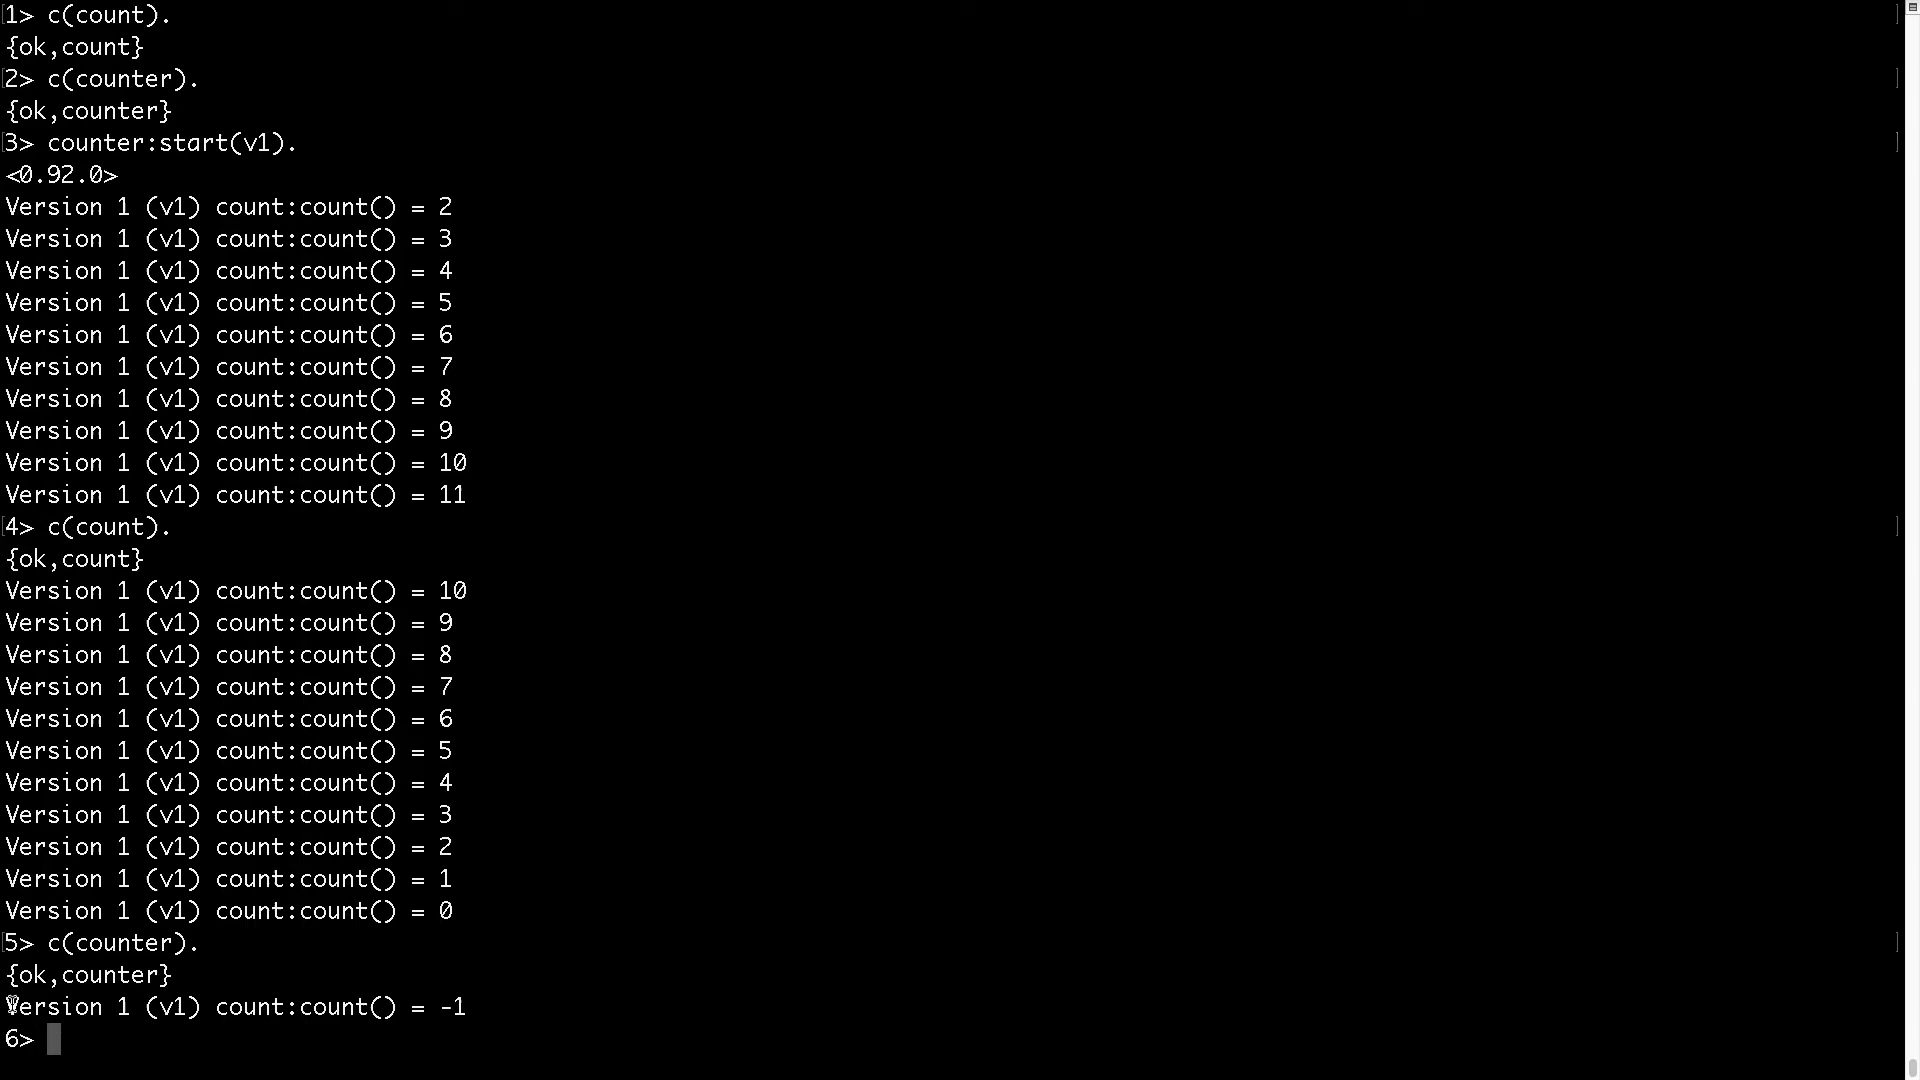 [1> c(count). ]
{ok,count}
[2> c(counter). ]
{ok,counter}
[3> counter:start(v1). ]
<0.92.0>
Version 1 (v1) count:count() = 2
Version 1 (v1) count:count() = 3
Version 1 (v1) count:count() = 4
Version 1 (v1) count:count() = 5
Version 1 (v1) count:count() = 6
Version 1 (v1) count:count() = 7
Version 1 (v1) count:count() = 8
Version 1 (v1) count:count() = 9
Version 1 (v1) count:count() = 10
Version 1 (v1) count:count() = 11
[4> c(count). ]
{ok,count}
Version 1 (v1) count:count() = 10
Version 1 (v1) count:count() = 9
Version 1 (v1) count:count() = 8
Version 1 (v1) count:count() = 7
Version 1 (v1) count:count() = 6
Version 1 (v1) count:count() = 5
Version 1 (v1) count:count() = 4
Version 1 (v1) count:count() = 3
Version 1 (v1) count:count() = 2
Version 1 (v1) count:count() = 1
Version 1 (v1) count:count() = 0
[5> c(counter). ]
{ok,counter}
Version 1 (v1) count:count() = -1
6>